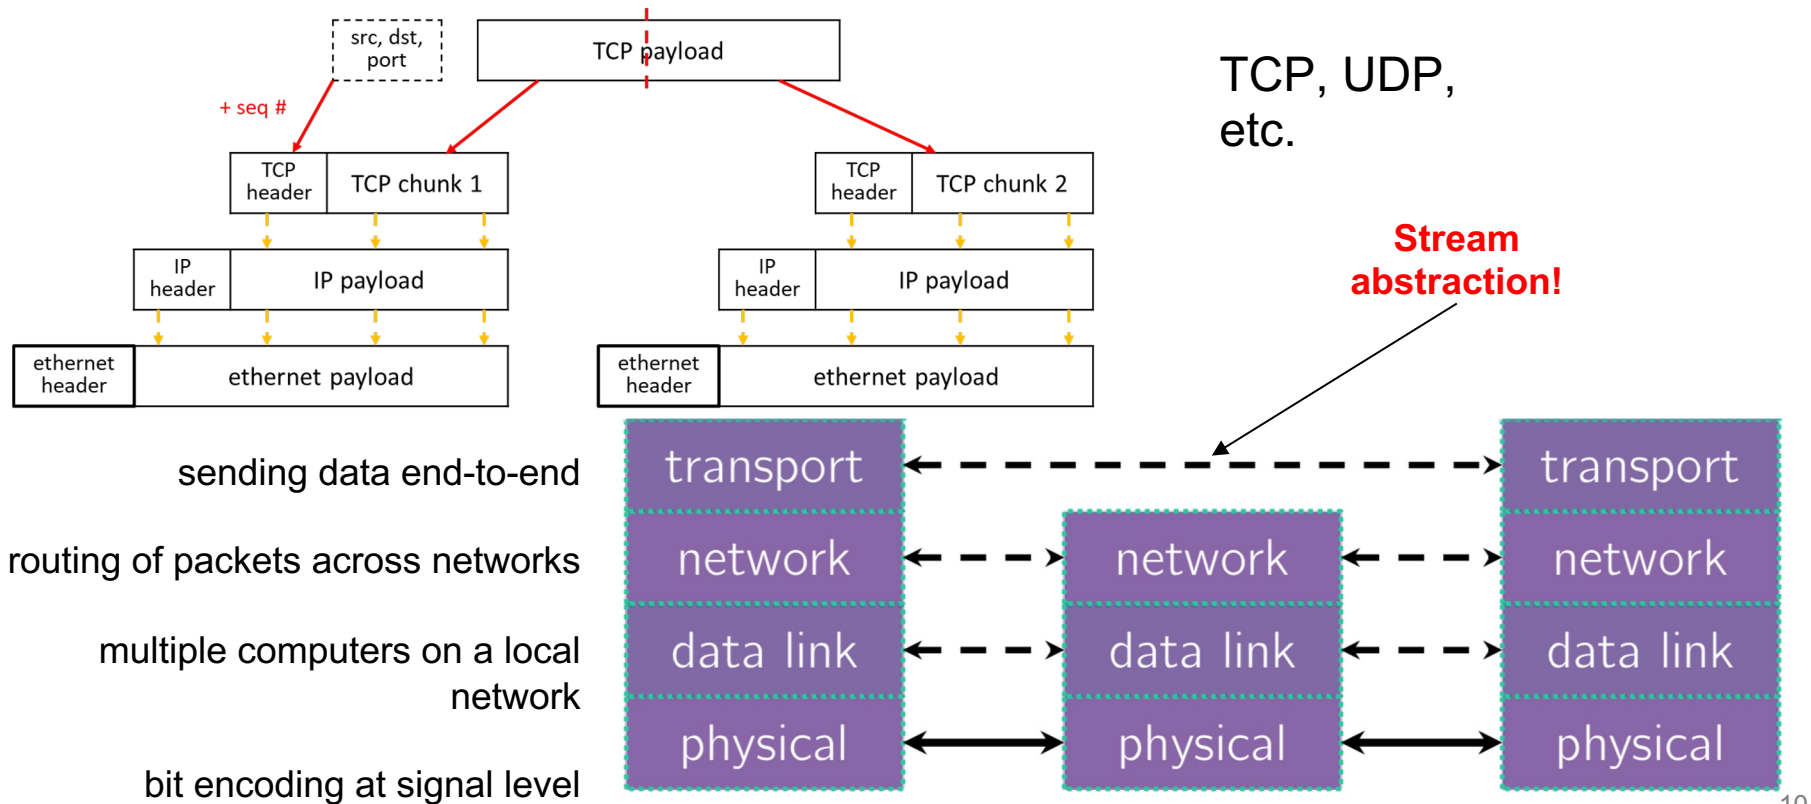 src, dst,
port
TCP payload
TCP, UDP,
etc.
+ seq #
TCP
header
TCP chunk 1
TCP
header
TCP chunk 2
Stream
abstraction!
IP
header
IP payload
IP
header
IP payload
ethernet
header
ethernet payload
ethernet
header
ethernet payload
sending data end-to-end
transport
transport
routing of packets across networks
network
network
network
multiple computers on a local
network
data link
data link
data link
bit encoding at signal level
physical
physical
physical
10